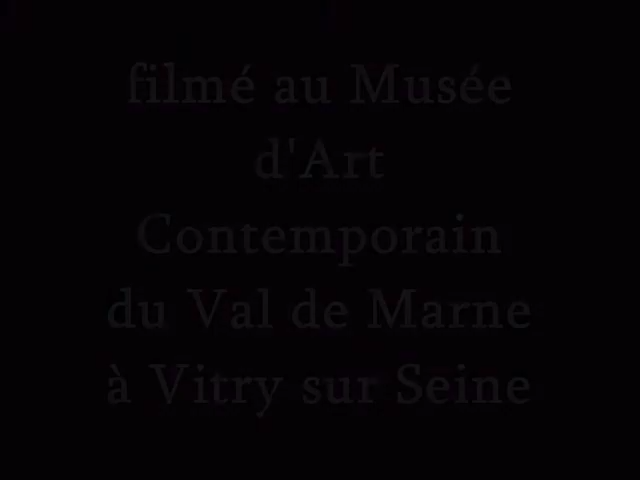 filmé au Musée
d'Art
Contemporain
du Val de Marne
à Vitry sur Seine